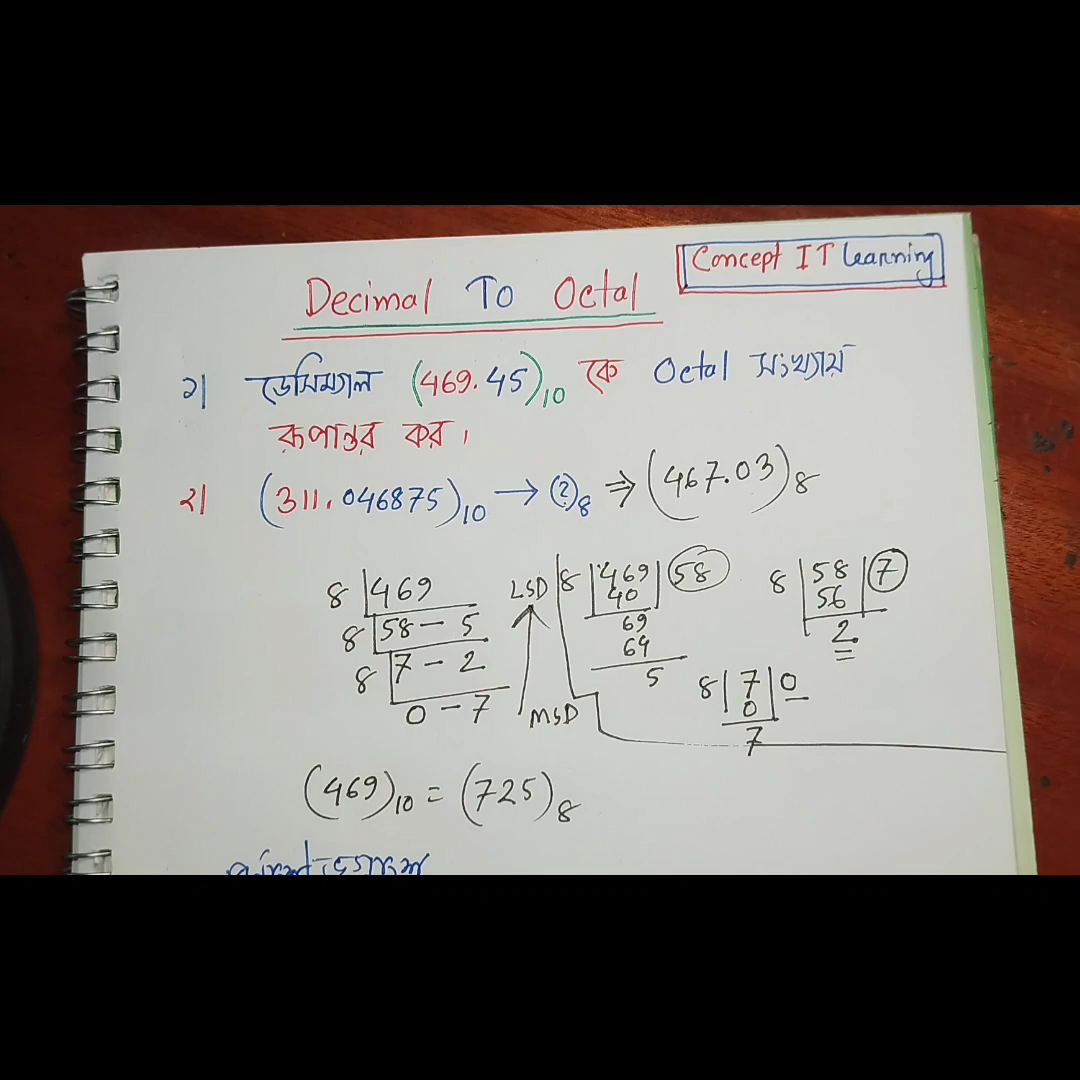 Concept IT Learning
Decimal To Octal
১। ডেসিম্যাল (469.45)10 কে Octal সংখ্যায়
রূপান্তর কর।
২। (311.046875)10 → (?)8 ⇒ (467.03)8
8 469
8 58 - 5
8 7 - 2
0 - 7
LSD
MSD
8 469 58
40
69
64
5
8 58 7
56
2
8 7 0
0
7
(469)10 = (725)8